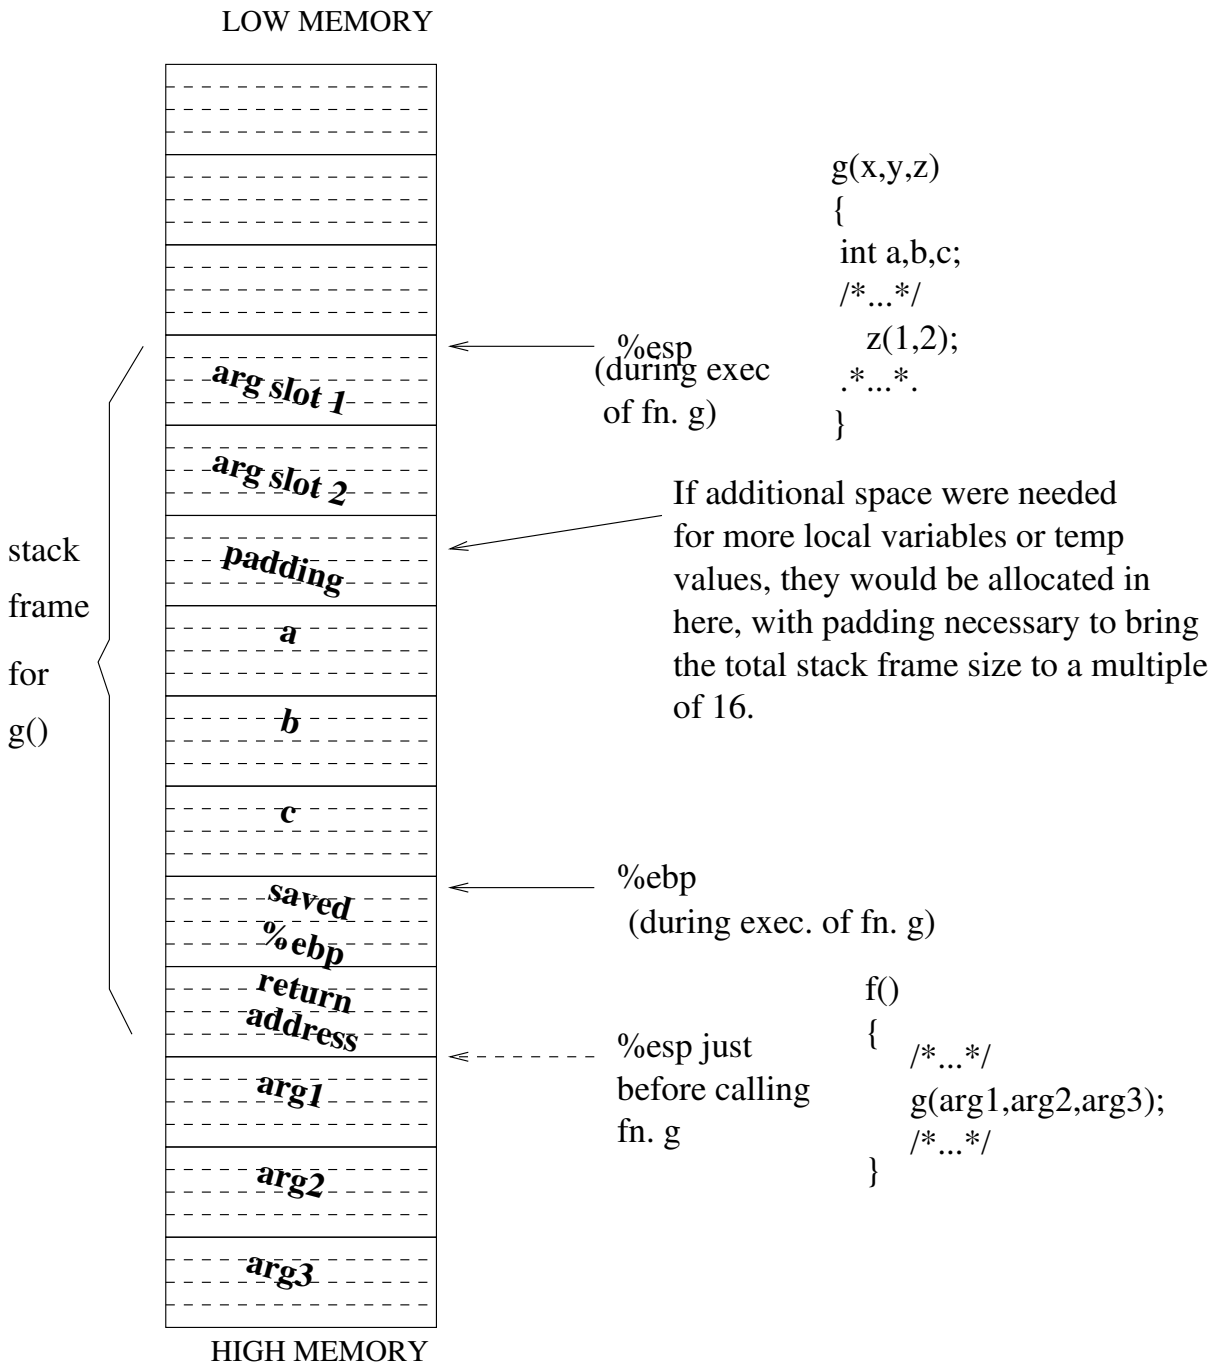 LOW MEMORY
g(x,y,z)
{
int a,b,c;
/*...*/
z(1,2);
.*...*.
}
%esp
(during exec
of fn. g)
arg slot 1
arg slot 2
padding
a
b
c
saved
%ebp
return
address
arg1
arg2
arg3
stack
frame
for
g()
If additional space were needed
for more local variables or temp
values, they would be allocated in
here, with padding necessary to bring
the total stack frame size to a multiple
of 16.
%ebp
(during exec. of fn. g)
%esp just
before calling
fn. g
f()
{
/*...*/
g(arg1,arg2,arg3);
/*...*/
}
HIGH MEMORY